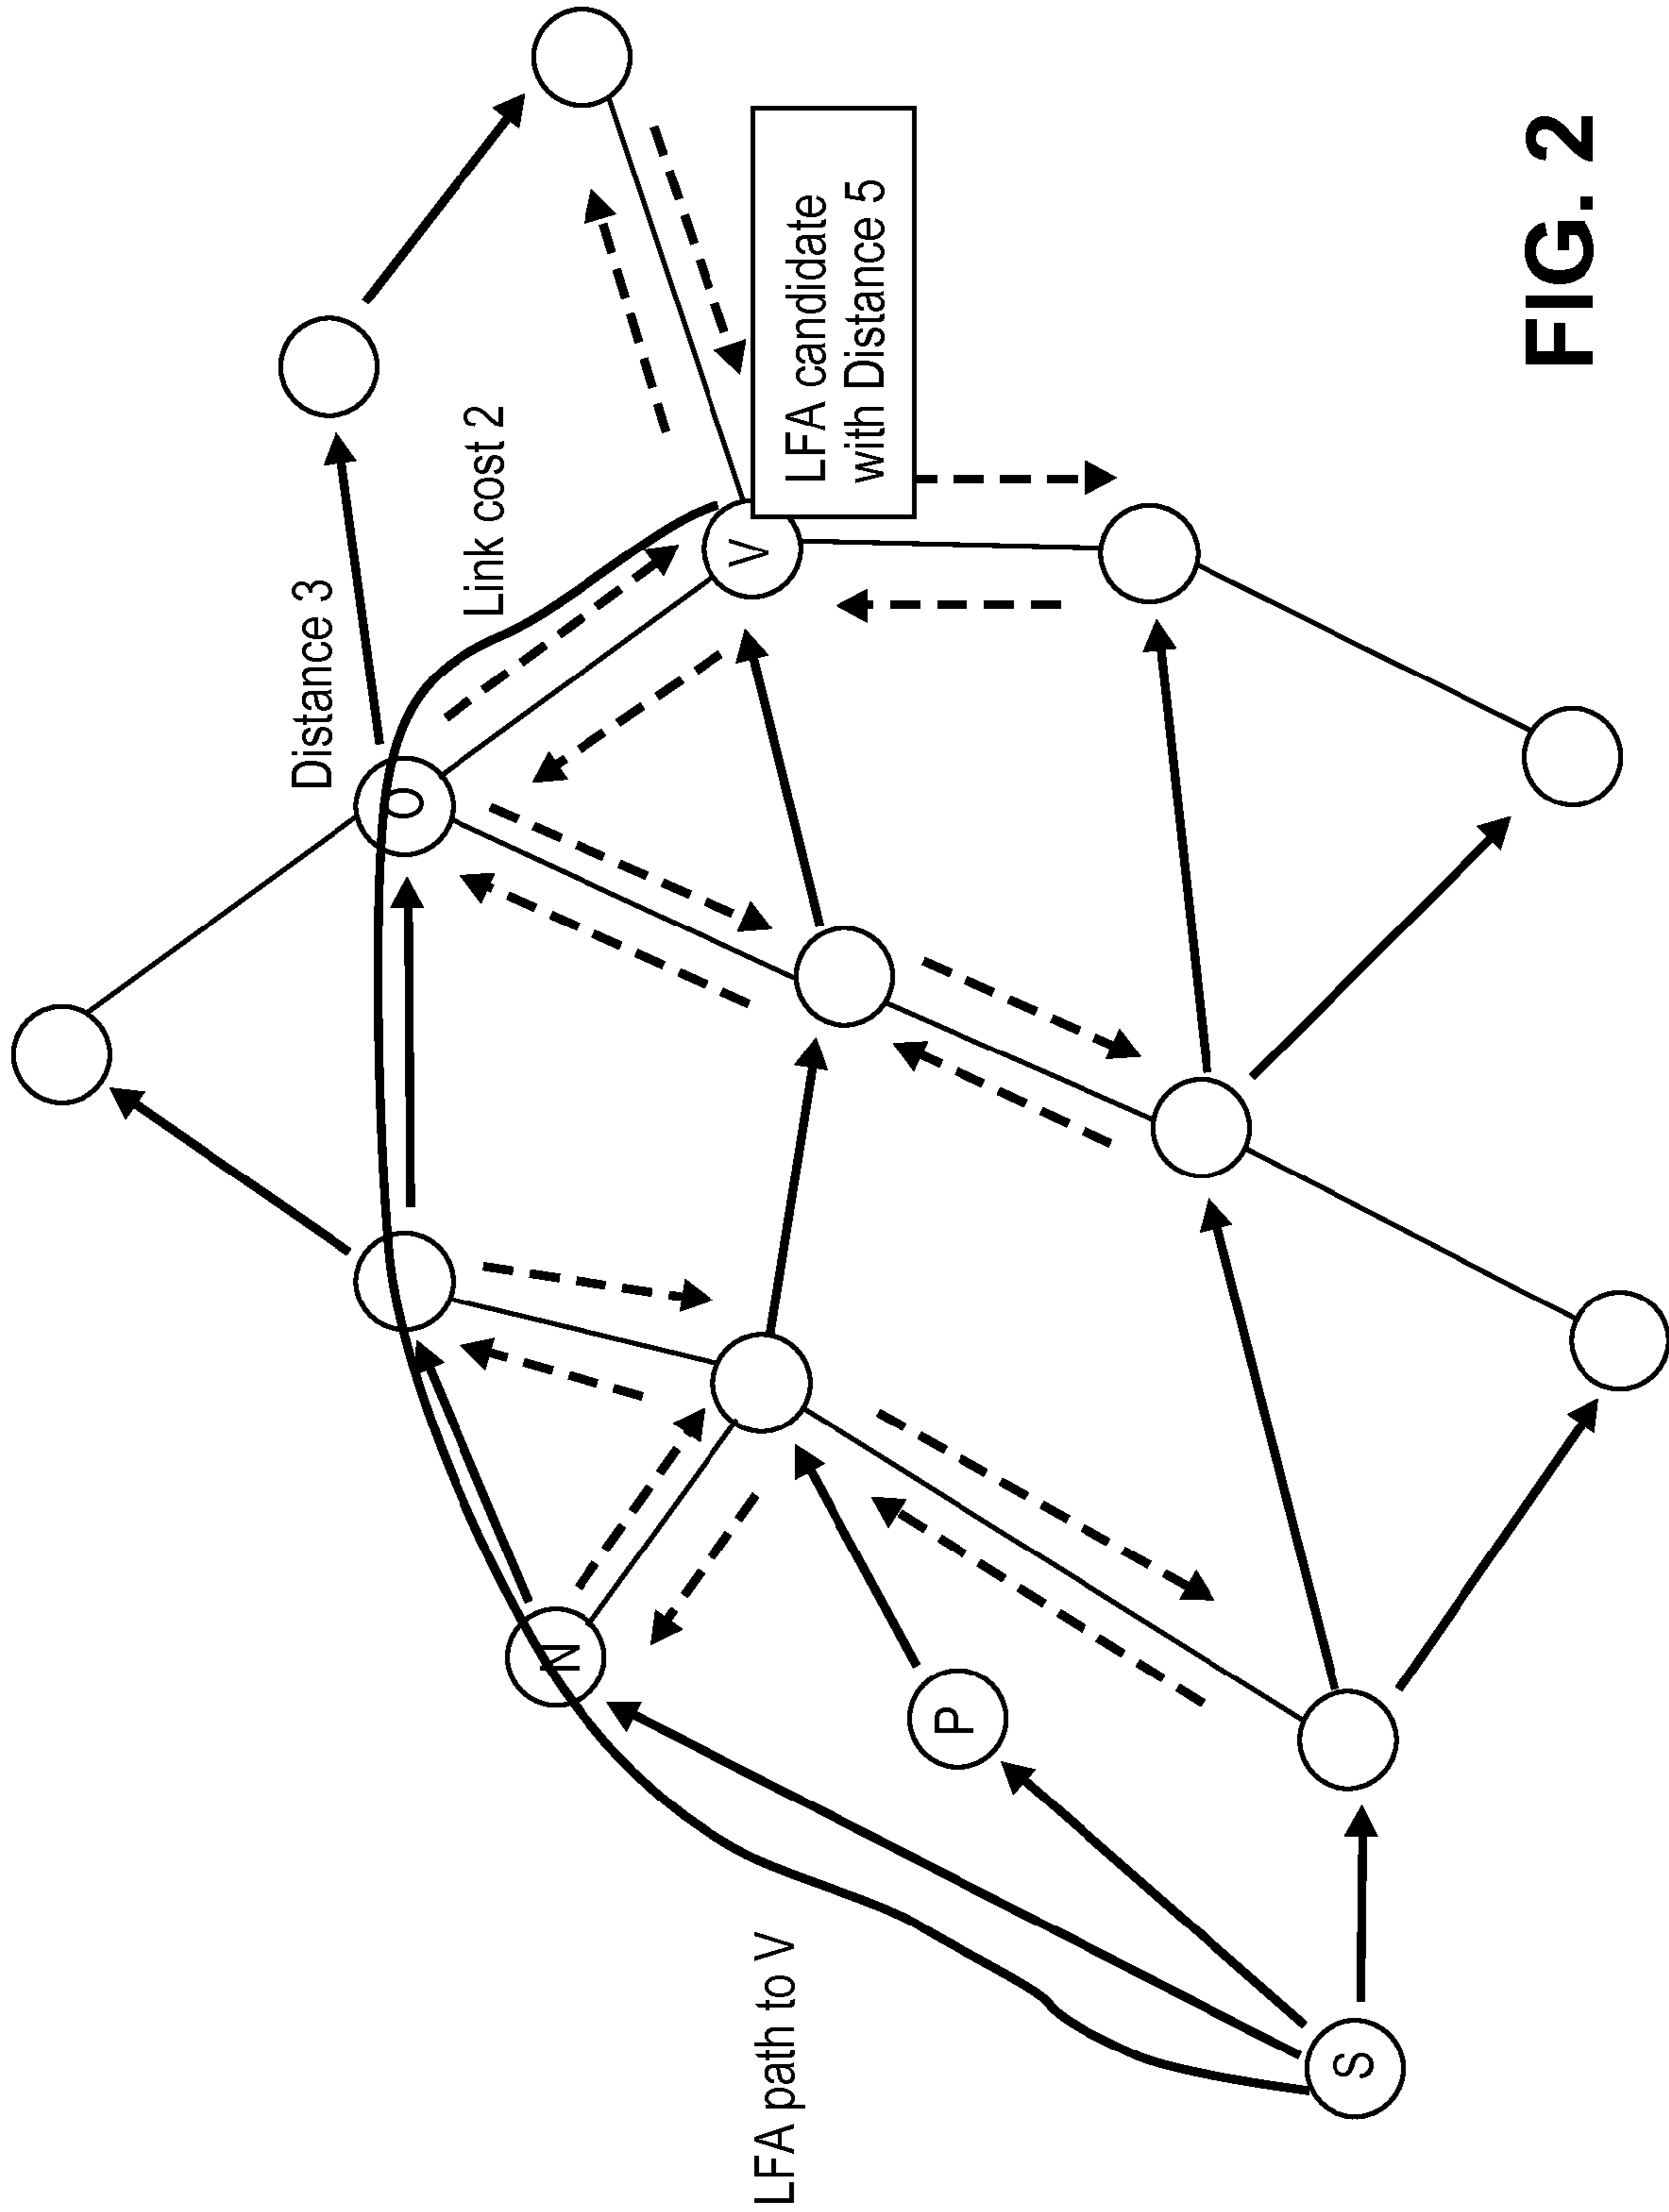 Distance 3
O
Link cost 2
N
V
LFA path to V
LFA candidate
with Distance 5
P
S
FIG. 2